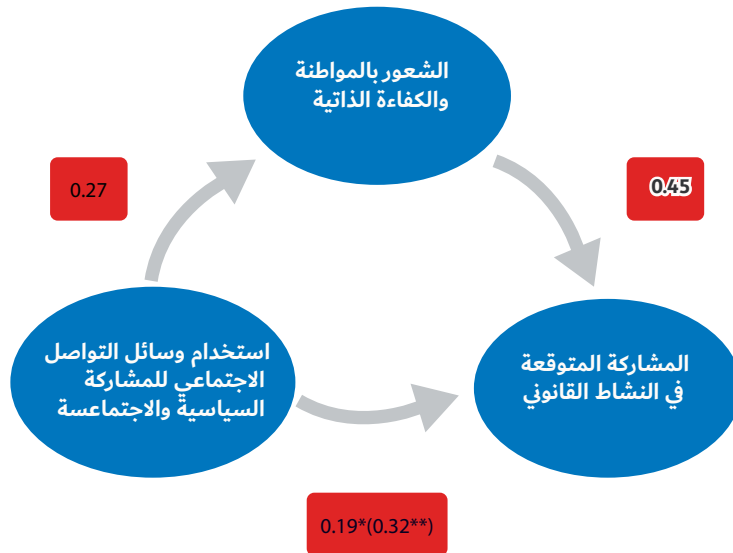 الشعور بالمواطنة
والكفاءة الذاتية
0.27
0.45
استخدام وسائل التواصل
الاجتماعي للمشاركة
السياسية والاجتماعسة
المشاركة المتوقعة
في النشاط القانوني
0.19*(0.32**)